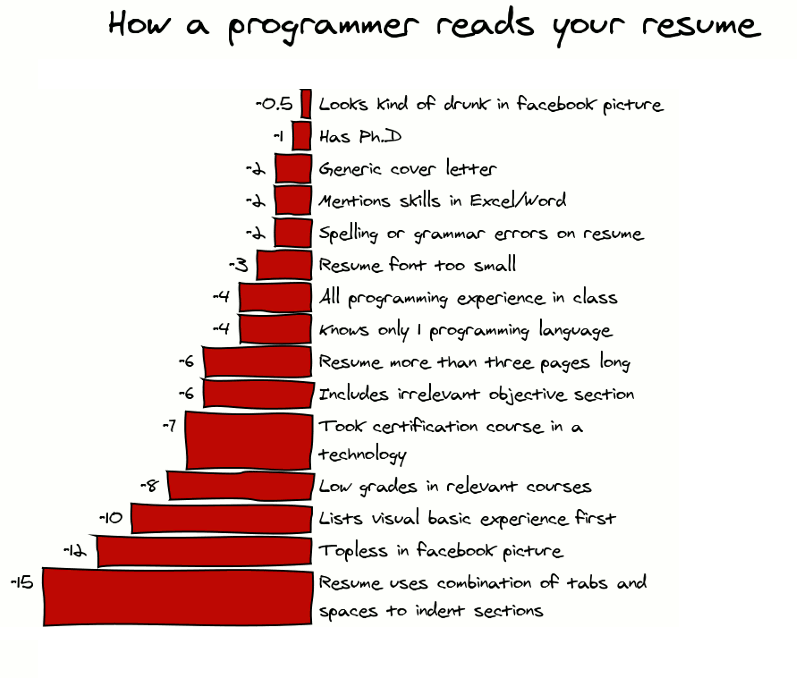 How a programmer reads your resume
-0.5 Looks kind of drunk in facebook picture
-1 Has Ph.D
-2 Generic cover letter
-2 Mentions skills in Excel/Word
-2 Spelling or grammar errors on resume
-3 Resume font too small
-4 All programming experience in class
-4 Knows only 1 programming language
-6 Resume more than three pages long
-6 Includes irrelevant objective section
-7 Took certification course in a
technology
-8 Low grades in relevant courses
-10 Lists visual basic experience first
-12 Topless in facebook picture
-15 Resume uses combination of tabs and
spaces to indent sections